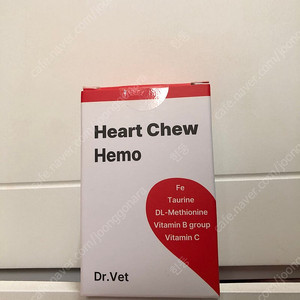 Heart Chew
Hemo
Fe
Taurine
DL-Methionine
Vitamin B group
Vitamin C
Dr.Vet